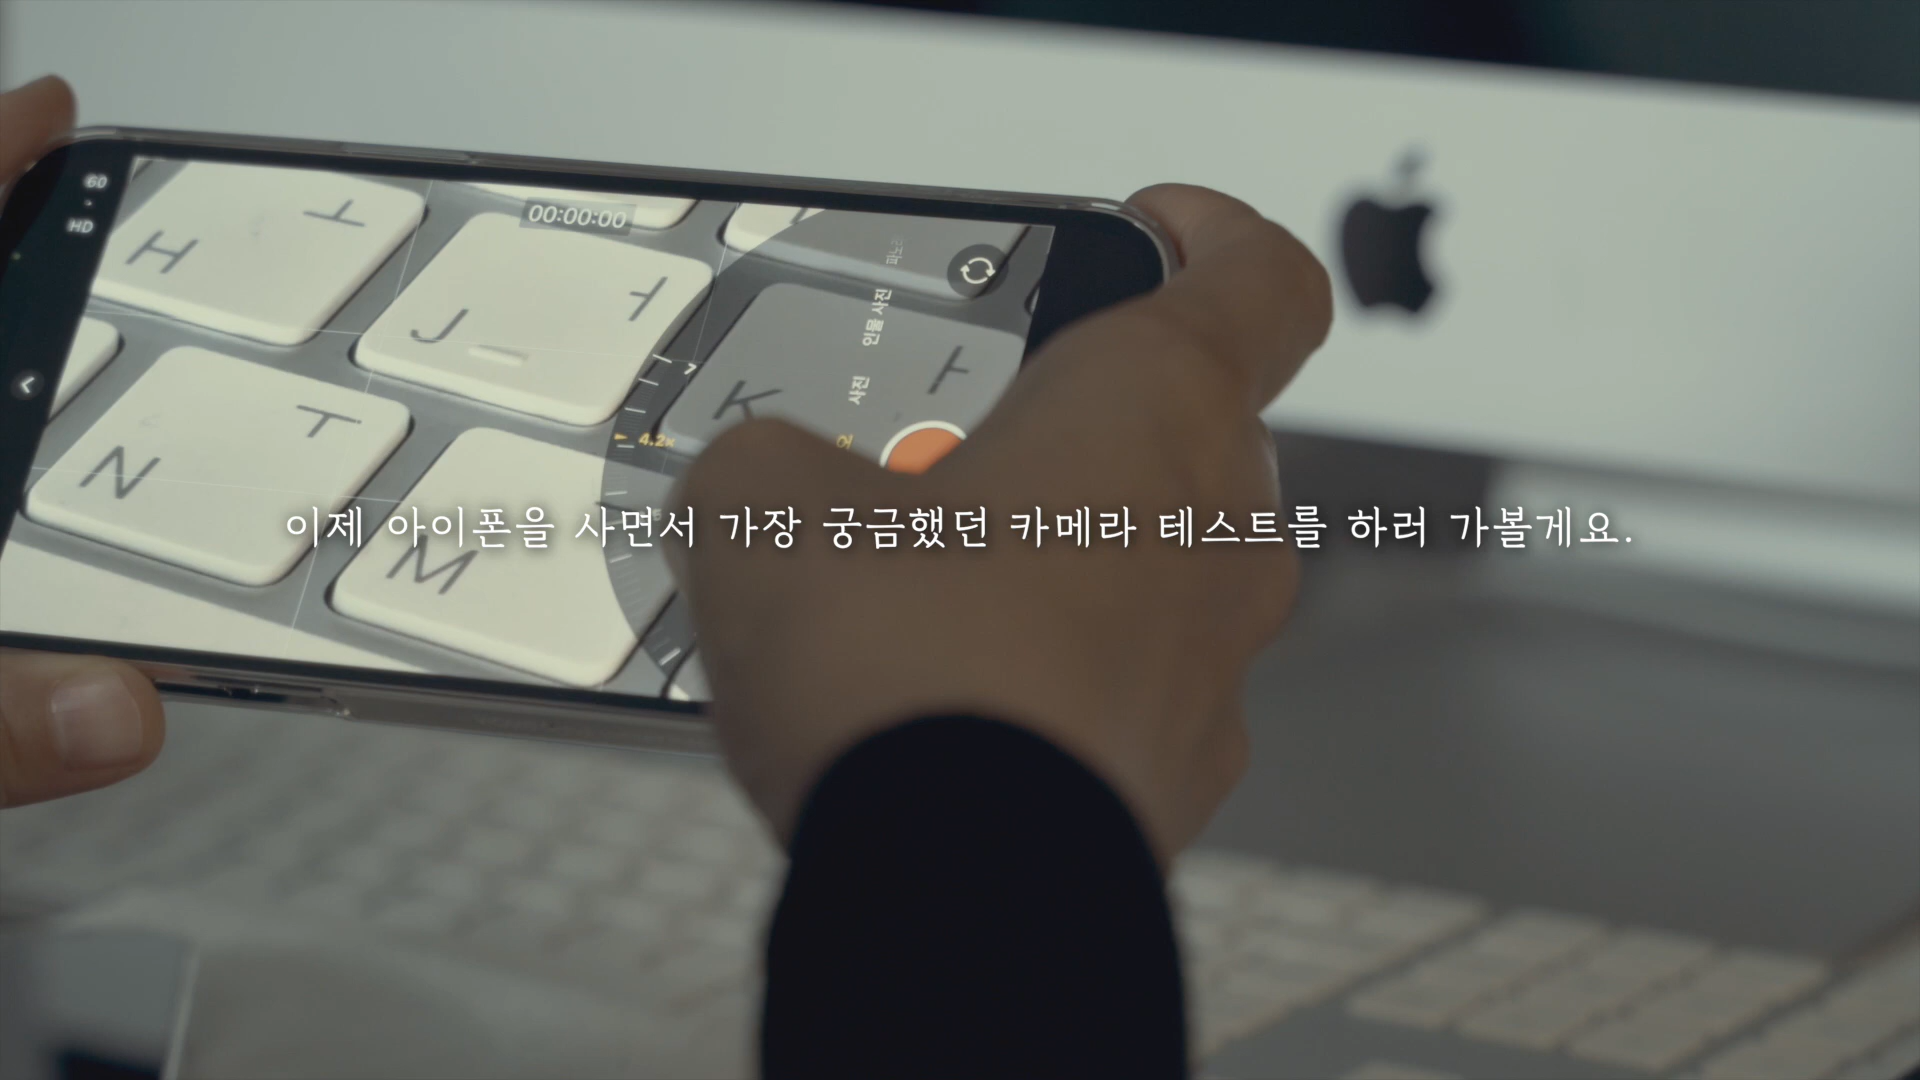 60
HD
00:00:00
H ㅗ
J ㅓ
K ㅏ
N ㅜ
M
4.2x
인물 사진
사진
이제 아이폰을 사면서 가장 궁금했던 카메라 테스트를 하러 가볼게요.